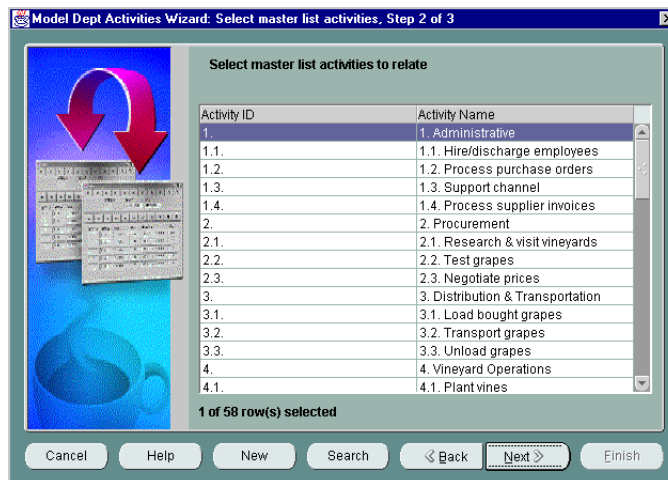 Model Dept Activities Wizard: Select master list activities, Step 2 of 3
Select master list activities to relate
Activity ID Activity Name
1. 1. Administrative
1.1. 1.1. Hire/discharge employees
1.2. 1.2. Process purchase orders
1.3. 1.3. Support channel
1.4. 1.4. Process supplier invoices
2. 2. Procurement
2.1. 2.1. Research & visit vineyards
2.2. 2.2. Test grapes
2.3. 2.3. Negotiate prices
3. 3. Distribution & Transportation
3.1. 3.1. Load bought grapes
3.2. 3.2. Transport grapes
3.3. 3.3. Unload grapes
4. 4. Vineyard Operations
4.1. 4.1. Plant vines
1 of 58 row(s) selected
Cancel Help New Search Back Next Finish